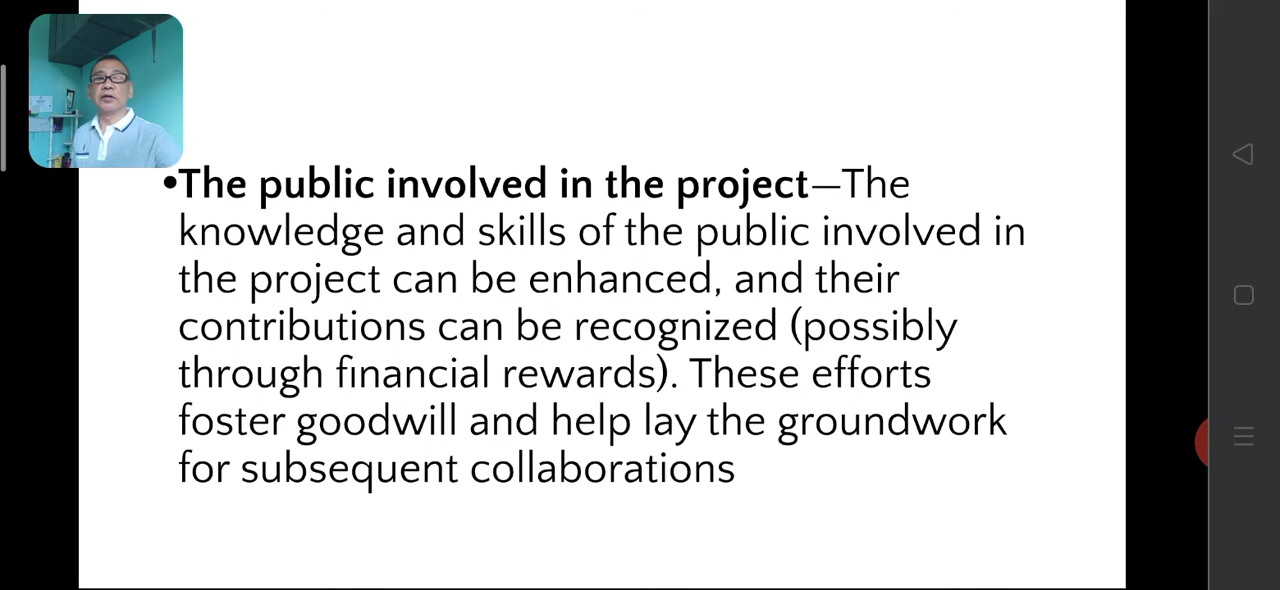 •The public involved in the project—The
knowledge and skills of the public involved in
the project can be enhanced, and their
contributions can be recognized (possibly
through financial rewards). These efforts
foster goodwill and help lay the groundwork
for subsequent collaborations